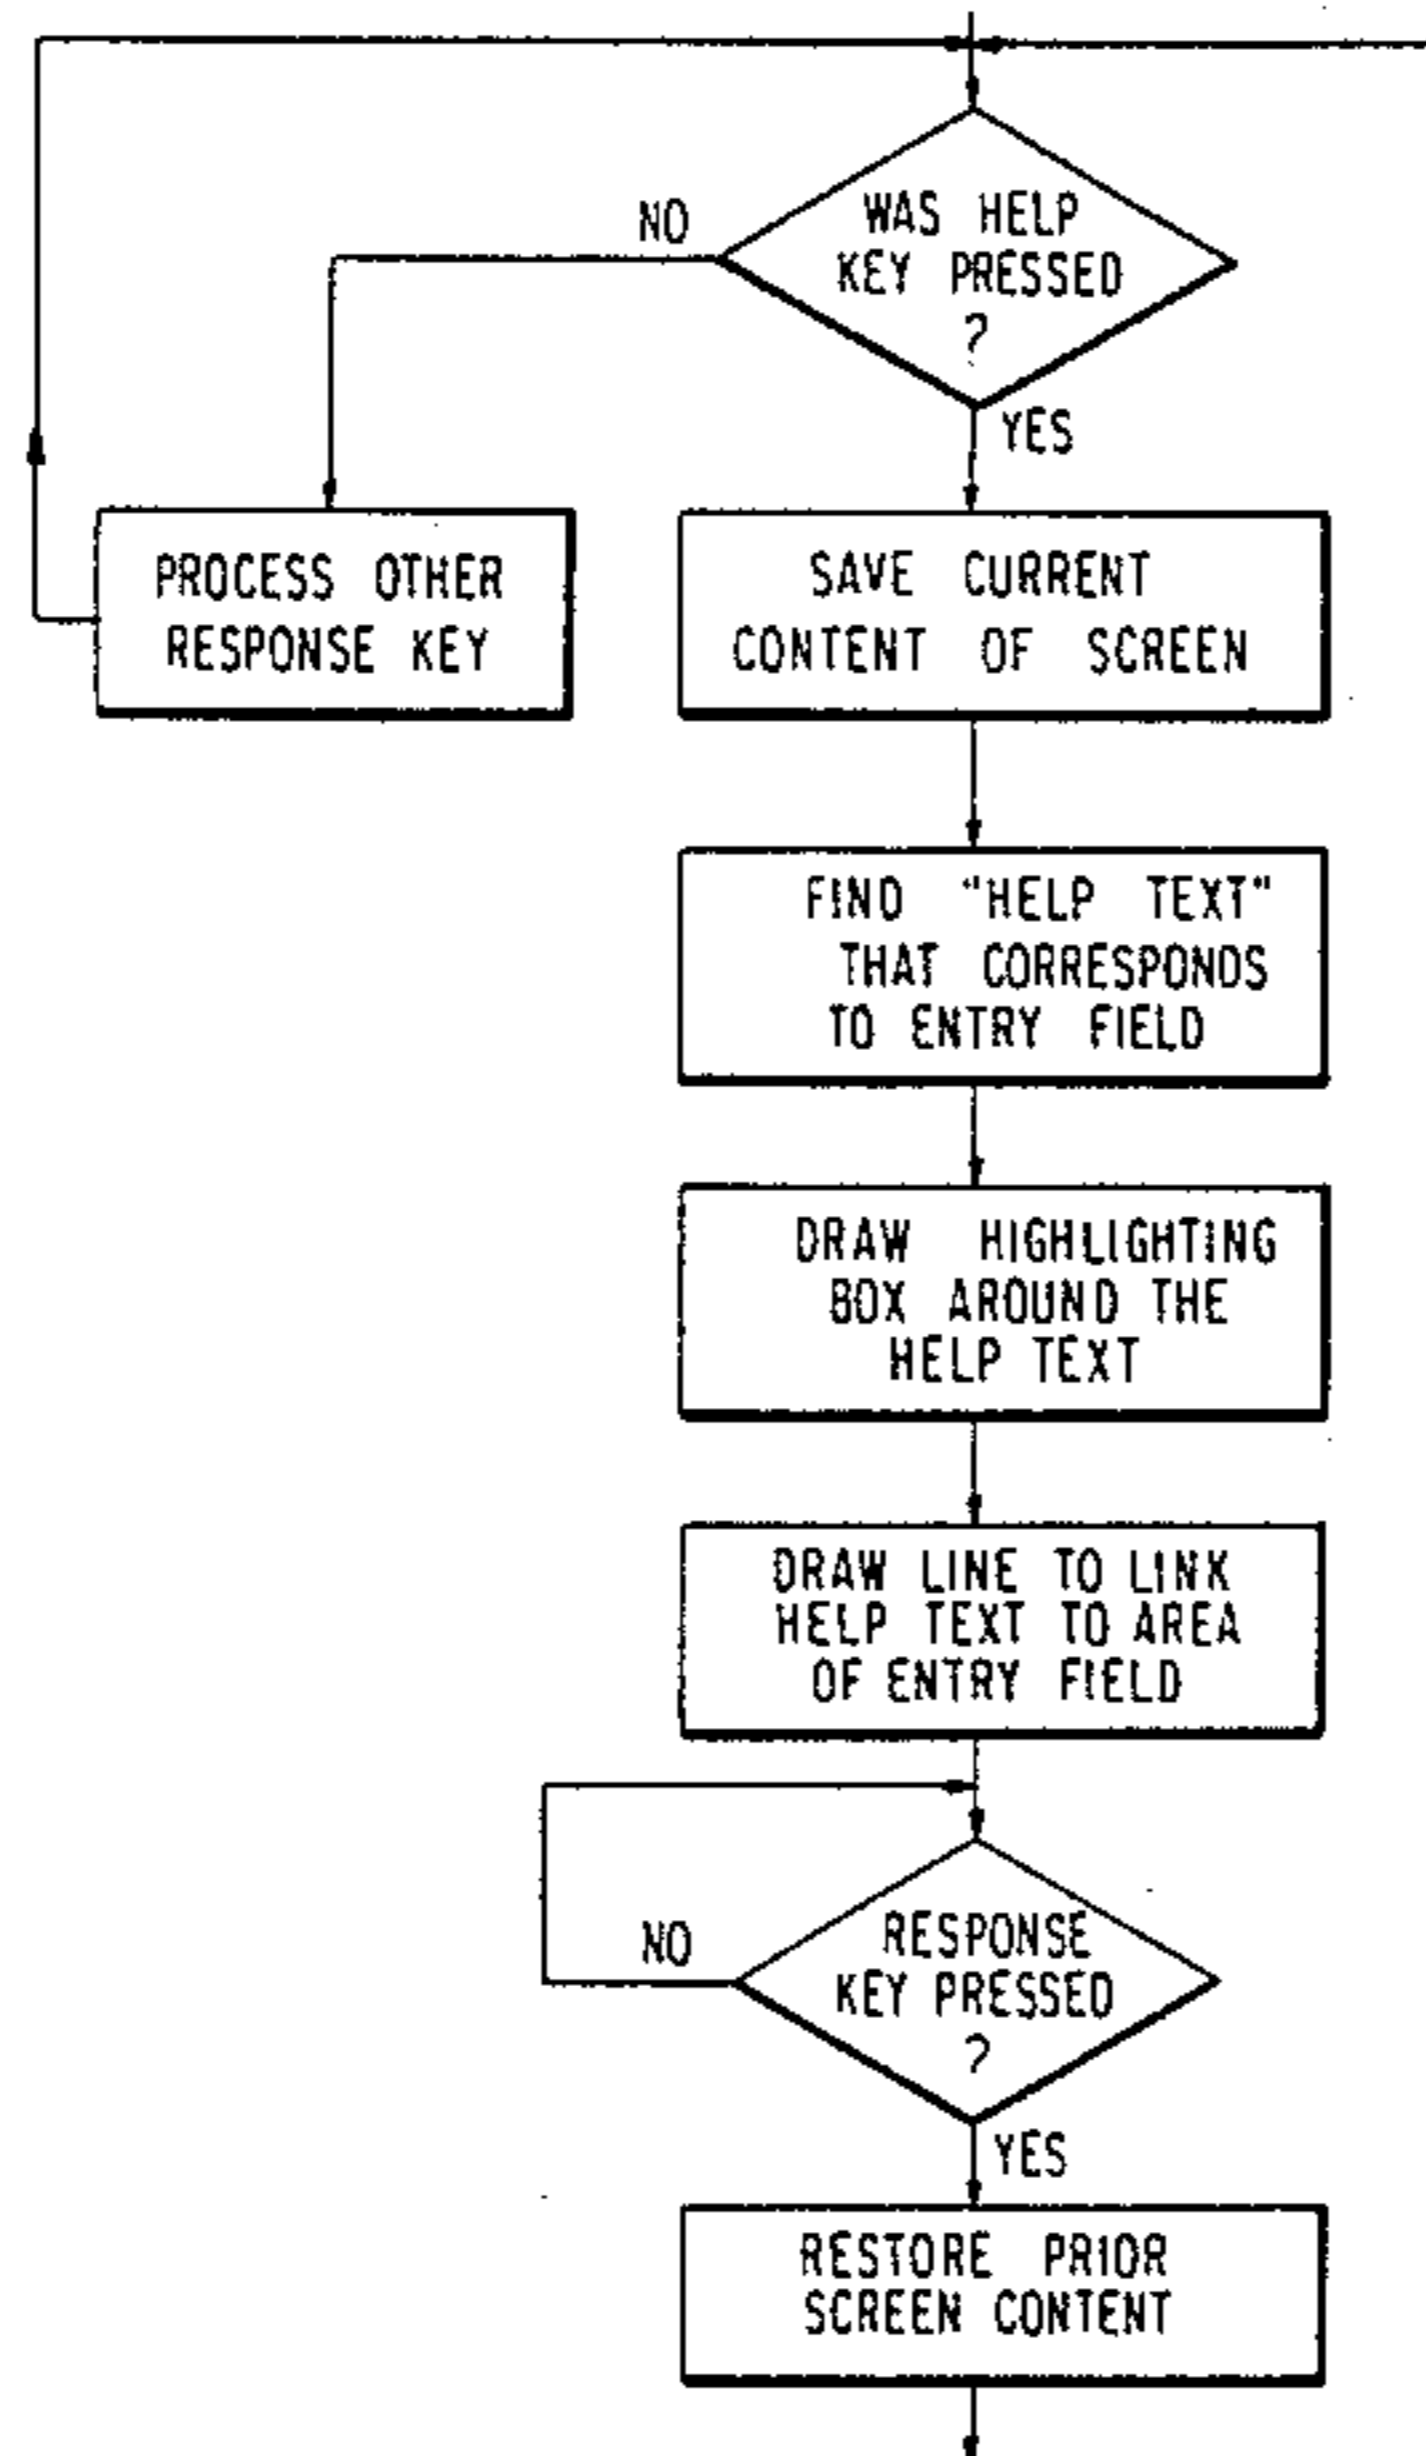 WAS HELP
KEY PRESSED
?
NO
YES
PROCESS OTHER
RESPONSE KEY
SAVE CURRENT
CONTENT OF SCREEN
FIND "HELP TEXT"
THAT CORRESPONDS
TO ENTRY FIELD
DRAW HIGHLIGHTING
BOX AROUND THE
HELP TEXT
DRAW LINE TO LINK
HELP TEXT TO AREA
OF ENTRY FIELD
RESPONSE
KEY PRESSED
?
NO
YES
RESTORE PRIOR
SCREEN CONTENT